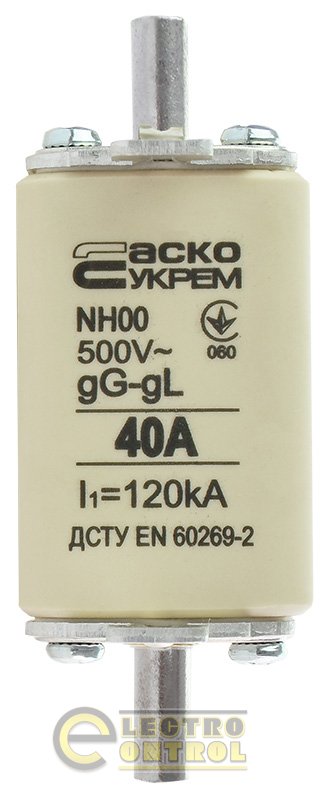 аско
УКРЕМ
NH00
500V~
gG-gL
060
40A
I₁=120kA
ДСТУ EN 60269-2
ELECTRO
CONTROL